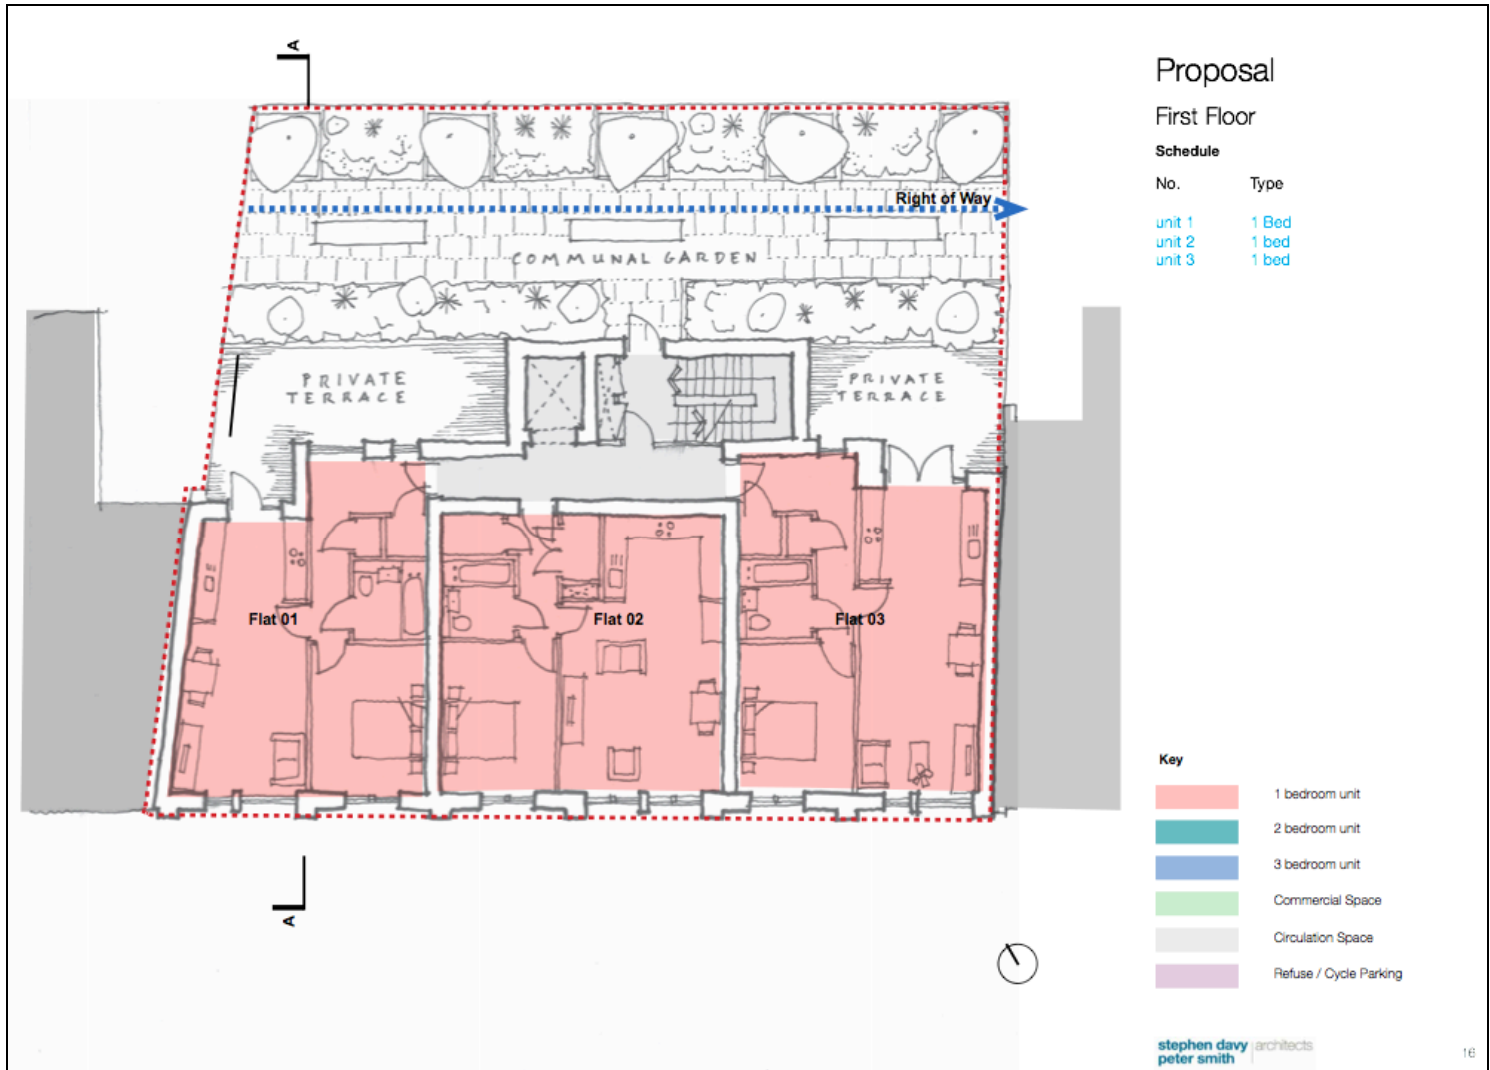 A
Proposal
First Floor
Schedule
No. Type
unit 1 1 Bed
unit 2 1 bed
unit 3 1 bed
Right of Way
COMMUNAL GARDEN
PRIVATE
TERRACE
PRIVATE
TERRACE
Flat 01
Flat 02
Flat 03
A
Key
1 bedroom unit
2 bedroom unit
3 bedroom unit
Commercial Space
Circulation Space
Refuse / Cycle Parking
stephen davy
peter smith
architects
16